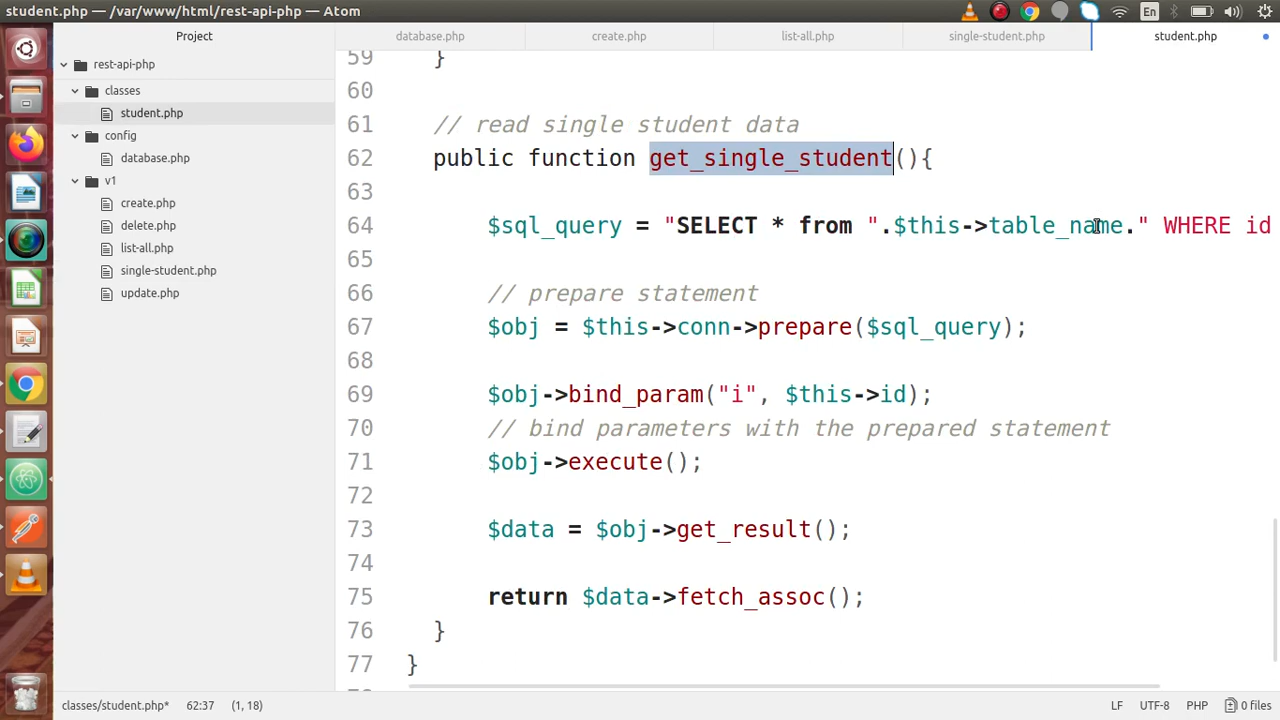 student.php — /var/www/html/rest-api-php — Atom
En
Project
database.php
create.php
list-all.php
single-student.php
student.php
rest-api-php
classes
student.php
config
database.php
v1
create.php
delete.php
list-all.php
single-student.php
update.php
59 }
60
61 // read single student data
62 public function get_single_student(){
63
64 $sql_query = "SELECT * from ".$this->table_name." WHERE id
65
66 // prepare statement
67 $obj = $this->conn->prepare($sql_query);
68
69 $obj->bind_param("i", $this->id);
70 // bind parameters with the prepared statement
71 $obj->execute();
72
73 $data = $obj->get_result();
74
75 return $data->fetch_assoc();
76 }
77 }
classes/student.php* 62:37 (1, 18)
LF UTF-8 PHP 0 files